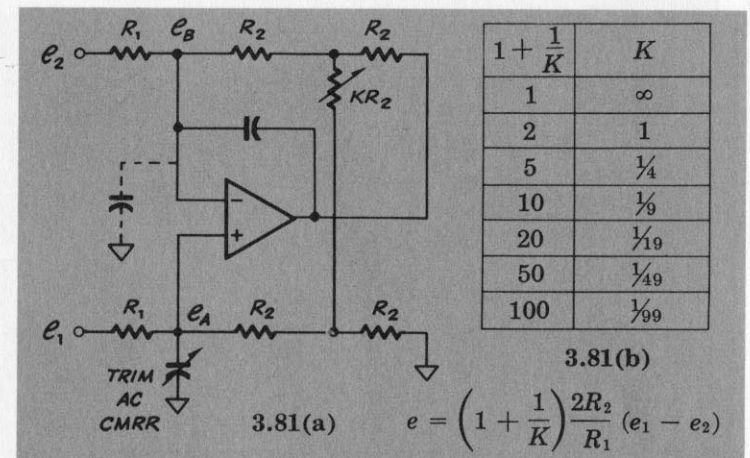 R₁ e_B R₂ R₂
e₂
KR₂
−
+
R₁ e_A R₂ R₂
e₁
TRIM
AC
CMRR
3.81(a)
1 + 1/K K
1 ∞
2 1
5 ¼
10 ⅑
20 1/19
50 1/49
100 1/99
3.81(b)
e = (1 + 1/K) 2R₂/R₁ (e₁ − e₂)